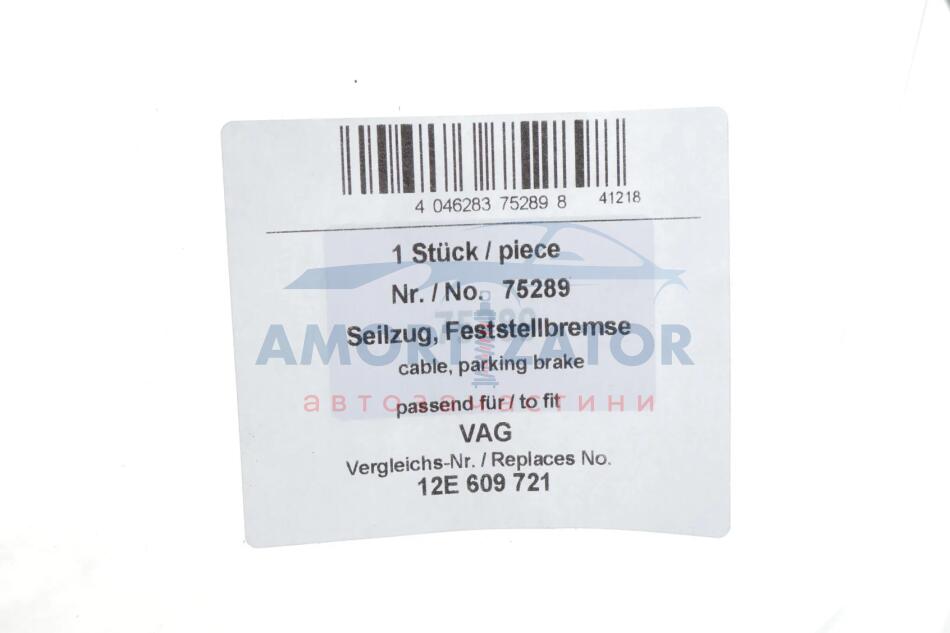 4 046283 75289 8 41218
1 Stück / piece
Nr. / No. 75289
75289
Seilzug, Feststellbremse
AMORTIZATOR
cable, parking brake
автозапчастини
passend für / to fit
VAG
Vergleichs-Nr. / Replaces No.
12E 609 721